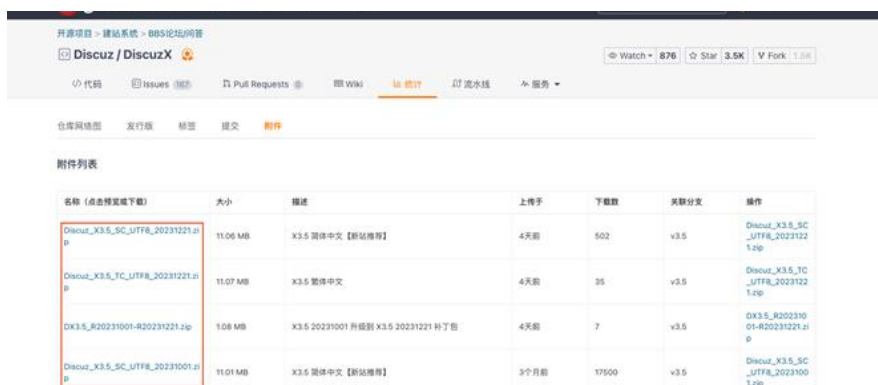 开源项目 > 建站系统 > BBS论坛/问答
Discuz / DiscuzX
Watch 876 Star 3.5K Fork 1.5K
代码 Issues 167 Pull Requests 0 Wiki 统计 流水线 服务
仓库网络图 发行版 标签 提交 附件
附件列表
名称（点击预览或下载） 大小 描述 上传于 下载数 关联分支 操作
Discuz_X3.5_SC_UTF8_20231221.zi
p
11.06 MB X3.5 简体中文【新站推荐】 4天前 502 v3.5
Discuz_X3.5_SC
_UTF8_2023122
1.zip
Discuz_X3.5_TC_UTF8_20231221.zi
p
11.07 MB X3.5 繁体中文 4天前 35 v3.5
Discuz_X3.5_TC
_UTF8_2023122
1.zip
DX3.5_R20231001-R20231221.zip 1.08 MB X3.5 20231001 升级到 X3.5 20231221 补丁包 4天前 7 v3.5
DX3.5_R202310
01-R20231221.zi
p
Discuz_X3.5_SC_UTF8_20231001.zi
p
11.01 MB X3.5 简体中文【新站推荐】 3个月前 17500 v3.5
Discuz_X3.5_SC
_UTF8_2023100
1.zip